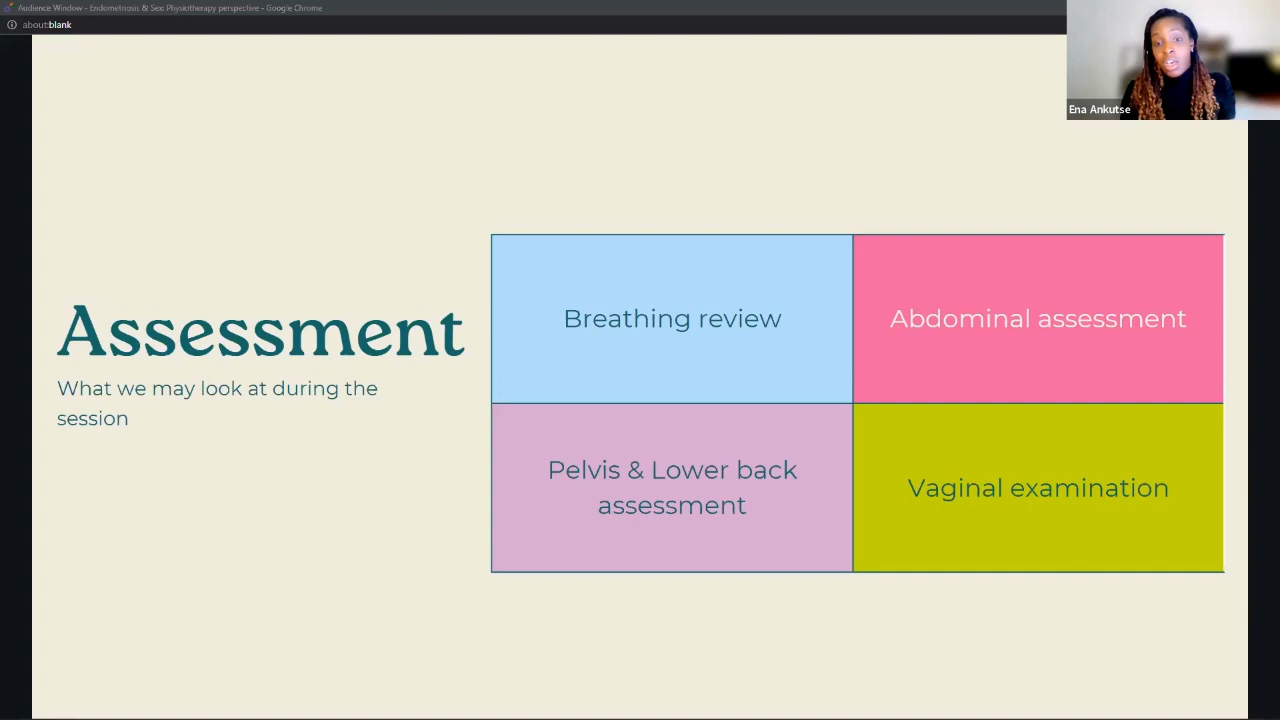 Audience Window - Endometriosis & Sex: Physiotherapy perspective - Google Chrome
about:blank
Ena Ankutse
Assessment
What we may look at during the
session
Breathing review
Abdominal assessment
Pelvis & Lower back
assessment
Vaginal examination